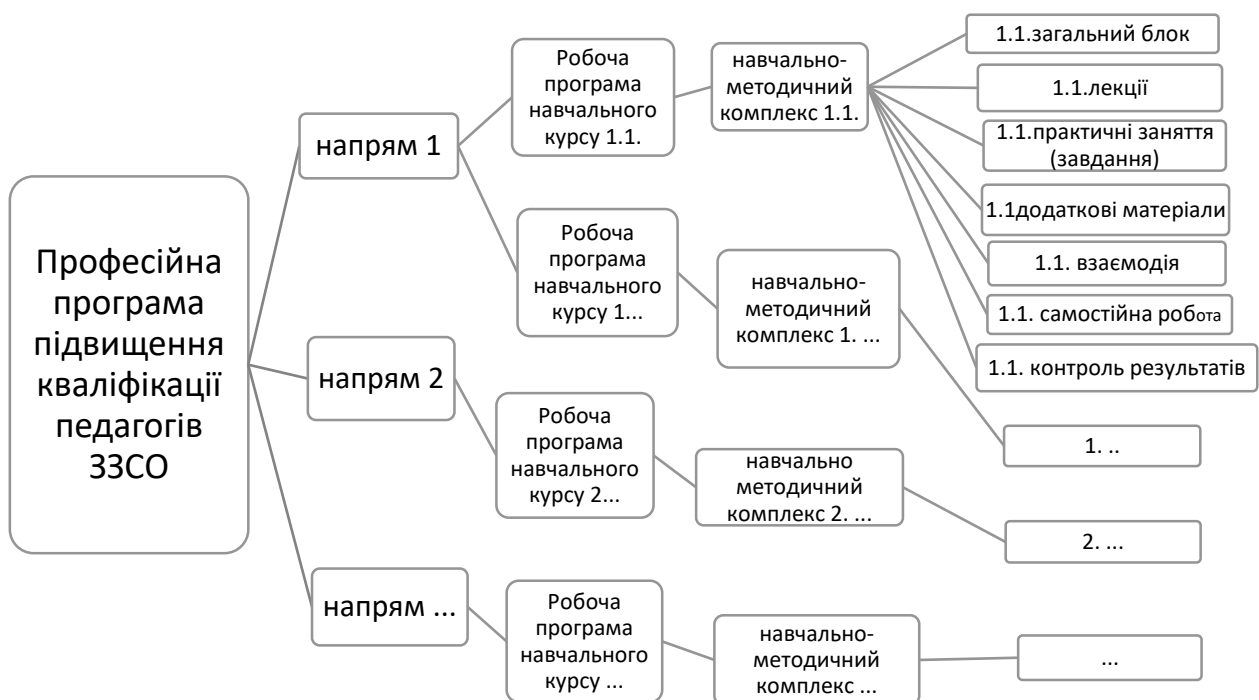 Професійна
програма
підвищення
кваліфікації
педагогів
ЗЗСО
напрям 1
Робоча
програма
навчального
курсу 1.1.
навчально-
методичний
комплекс 1.1.
1.1.загальний блок
1.1.лекції
1.1.практичні заняття
(завдання)
1.1додаткові матеріали
1.1. взаємодія
1.1. самостійна робота
1.1. контроль результатів
Робоча
програма
навчального
курсу 1...
навчально-
методичний
комплекс 1. ...
1. ..
напрям 2
Робоча
програма
навчального
курсу 2...
навчально
методичний
комплекс 2. ...
2. ...
напрям ...
Робоча
програма
навчального
курсу ...
навчально-
методичний
комплекс ...
...